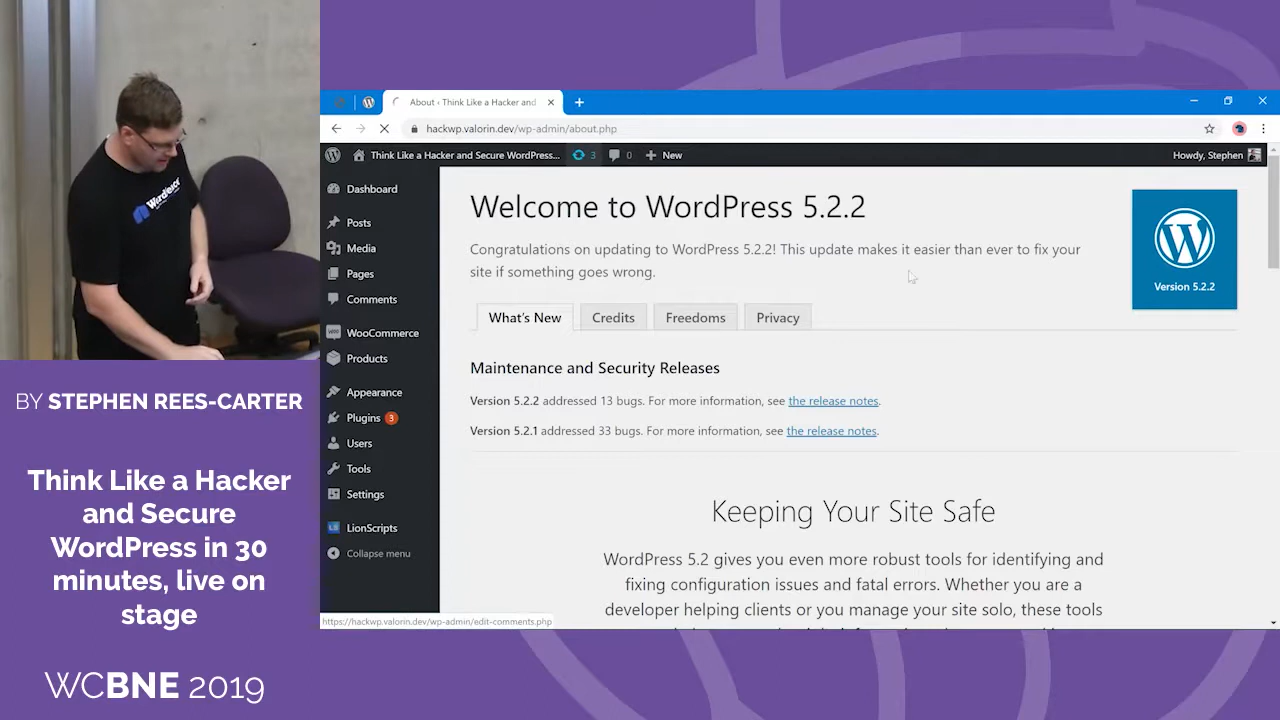 Wordfence
BY STEPHEN REES-CARTER
Think Like a Hacker
and Secure
WordPress in 30
minutes, live on
stage
WCBNE 2019
About ‹ Think Like a Hacker and
hackwp.valorin.dev/wp-admin/about.php
Think Like a Hacker and Secure WordPress... 3 0 New
Howdy, Stephen
Dashboard
Posts
Media
Pages
Comments
WooCommerce
Products
Appearance
Plugins 3
Users
Tools
Settings
LionScripts
Collapse menu
Welcome to WordPress 5.2.2
Congratulations on updating to WordPress 5.2.2! This update makes it easier than ever to fix your
site if something goes wrong.
Version 5.2.2
What's New Credits Freedoms Privacy
Maintenance and Security Releases
Version 5.2.2 addressed 13 bugs. For more information, see the release notes.
Version 5.2.1 addressed 33 bugs. For more information, see the release notes.
Keeping Your Site Safe
WordPress 5.2 gives you even more robust tools for identifying and
fixing configuration issues and fatal errors. Whether you are a
developer helping clients or you manage your site solo, these tools
https://hackwp.valorin.dev/wp-admin/edit-comments.php